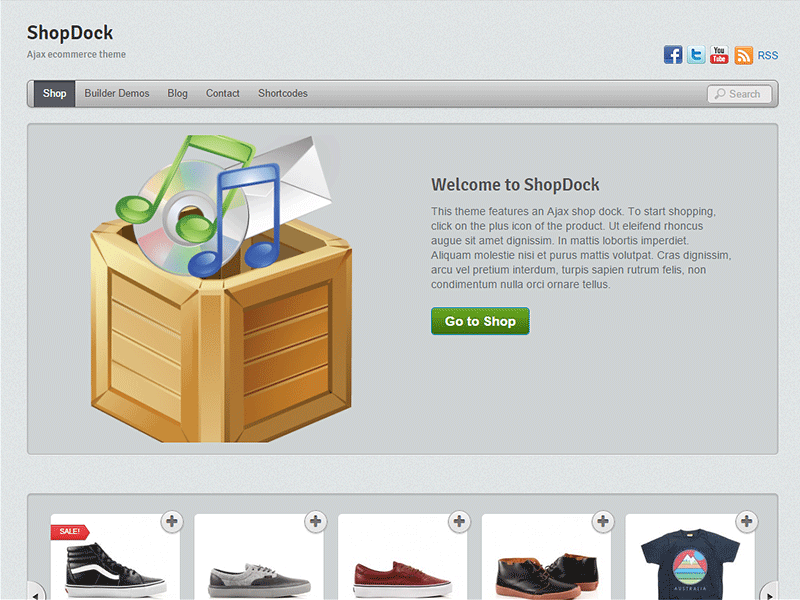 ShopDock
Ajax ecommerce theme
You
Tube
RSS
Shop Builder Demos Blog Contact Shortcodes Search
Welcome to ShopDock
This theme features an Ajax shop dock. To start shopping,
click on the plus icon of the product. Ut eleifend rhoncus
augue sit amet dignissim. In mattis lobortis imperdiet.
Aliquam molestie nisi et purus mattis volutpat. Cras dignissim,
arcu vel pretium interdum, turpis sapien rutrum felis, non
condimentum nulla orci ornare tellus.
Go to Shop
SALE!
AUSTRALIA